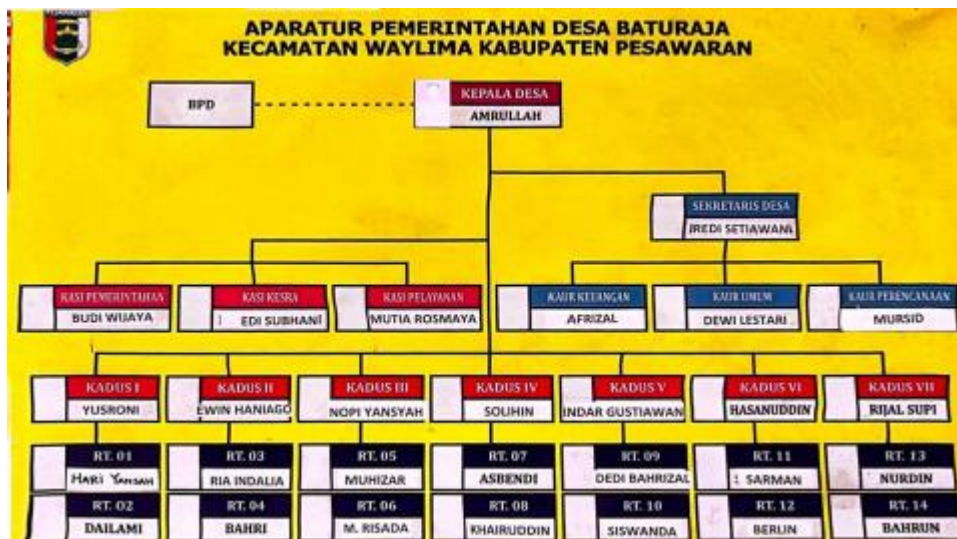 APARATUR PEMERINTAHAN DESA BATURAJA
KECAMATAN WAYLIMA KABUPATEN PESAWARAN
BPD
KEPALA DESA
AMRULLAH
SEKRETARIS DESA
IREDI SETIAWAN
KASI PEMERINTAHAN
BUDI WIJAYA
KASI KESRA
EDI SUBHANI
KASI PELAYANAN
MUTIA ROSMAYA
KAUR KEUANGAN
AFRIZAL
KAUR UMUM
DEWI LESTARI
KAUR PERENCANAAN
MURSID
KADUS I
YUSRONI
KADUS II
EWIN HANIAGO
KADUS III
NOPI YANSYAH
KADUS IV
SOLIHIN
KADUS V
INDAR GUSTIAWAN
KADUS VI
HASANUDDIN
KADUS VII
RIJAL SUPI
RT. 01
HARI YANSAH
RT. 03
RIA INDALIA
RT. 05
MUHIZAR
RT. 07
ASBENDI
RT. 09
DEDI BAHRIZAL
RT. 11
SARMAN
RT. 13
NURDIN
RT. 02
DAILAMI
RT. 04
BAHRI
RT. 06
M. RISADA
RT. 08
KHAIRUDDIN
RT. 10
SISWANDA
RT. 12
BERLIN
RT. 14
BAHRUN